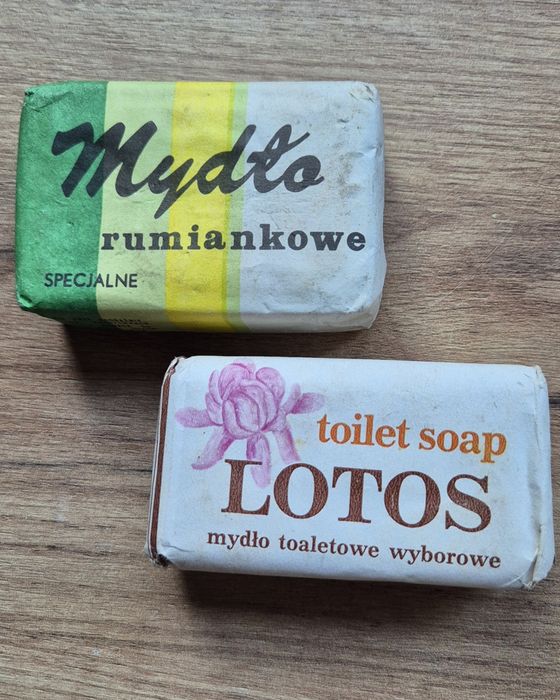 Mydło
rumiankowe
SPECJALNE
toilet soap
LOTOS
mydło toaletowe wyborowe